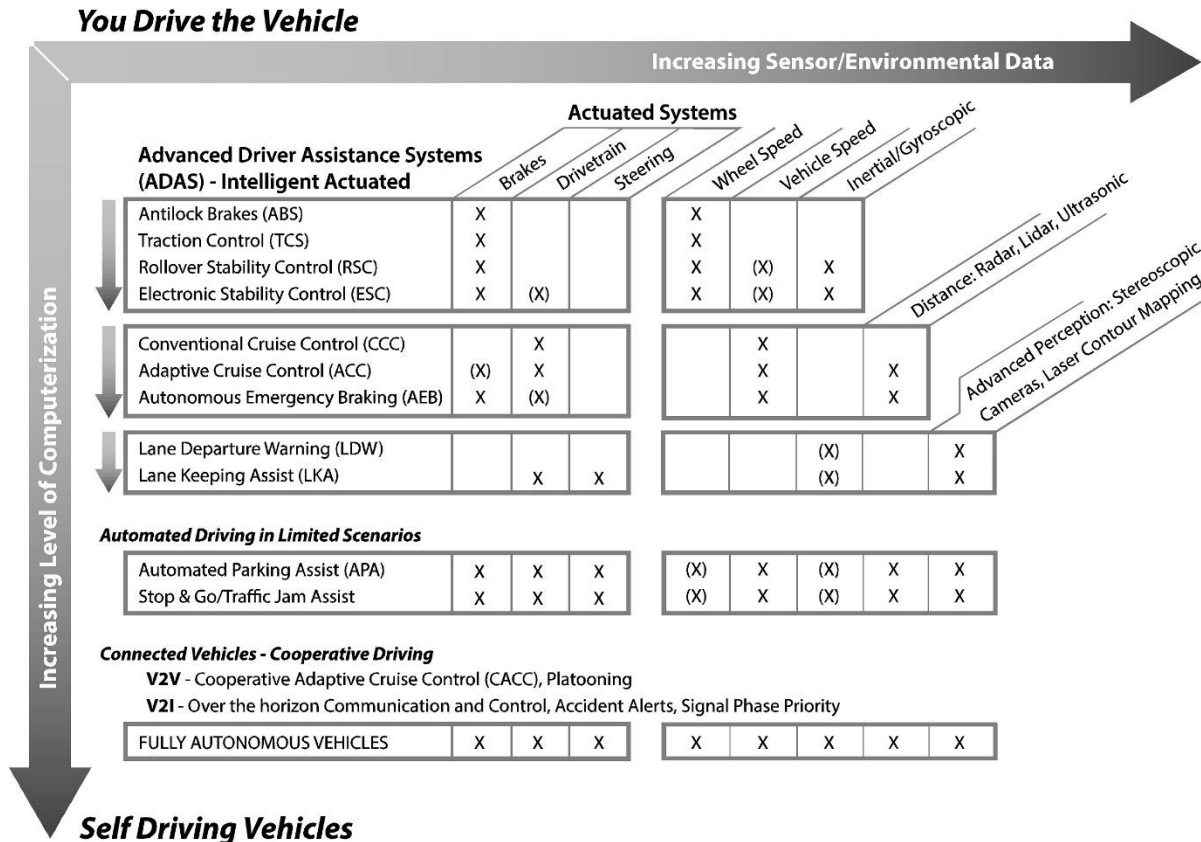 You Drive the Vehicle
Increasing Sensor/Environmental Data
Increasing Level of Computerization
Actuated Systems
Advanced Driver Assistance Systems
(ADAS) - Intelligent Actuated
Brakes
Drivetrain
Steering
Wheel Speed
Vehicle Speed
Inertial/Gyroscopic
Distance: Radar, Lidar, Ultrasonic
Advanced Perception: Stereoscopic
Cameras, Laser Contour Mapping
Antilock Brakes (ABS) X X
Traction Control (TCS) X X
Rollover Stability Control (RSC) X X (X) X
Electronic Stability Control (ESC) X (X) X (X) X
Conventional Cruise Control (CCC) X X
Adaptive Cruise Control (ACC) (X) X X X
Autonomous Emergency Braking (AEB) X (X) X X
Lane Departure Warning (LDW) (X) X
Lane Keeping Assist (LKA) X X (X) X
Automated Driving in Limited Scenarios
Automated Parking Assist (APA) X X X (X) X (X) X X
Stop & Go/Traffic Jam Assist X X X (X) X (X) X X
Connected Vehicles - Cooperative Driving
V2V - Cooperative Adaptive Cruise Control (CACC), Platooning
V2I - Over the horizon Communication and Control, Accident Alerts, Signal Phase Priority
FULLY AUTONOMOUS VEHICLES X X X X X X X X
Self Driving Vehicles